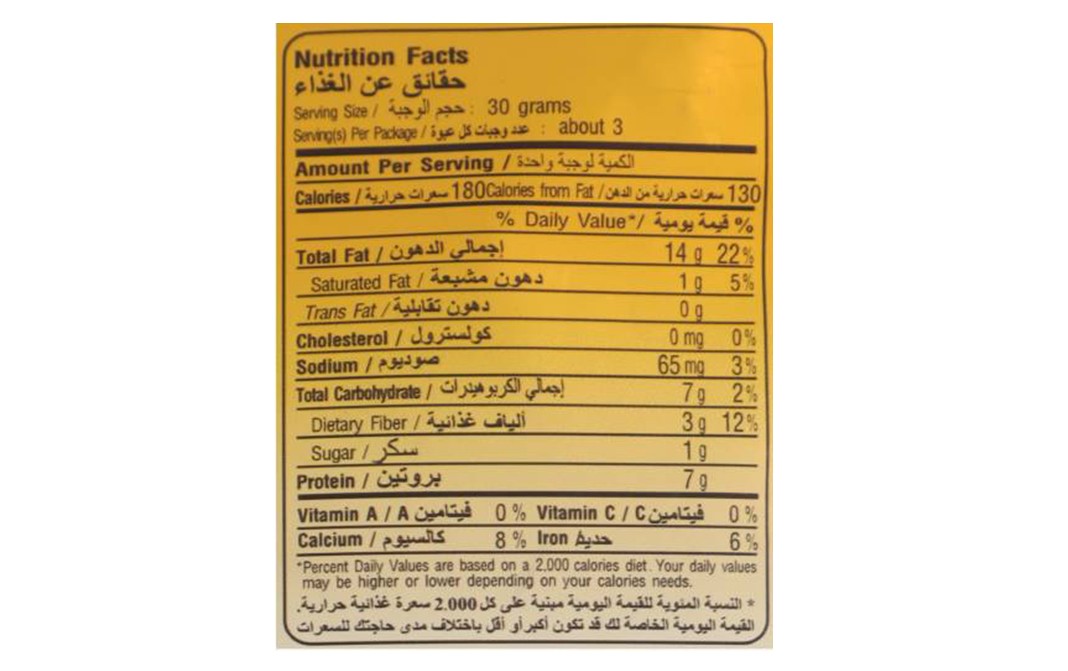 Nutrition Facts
حقائق عن الغذاء
Serving Size / حجم الوجبة : 30 grams
Serving(s) Per Package / عدد وجبات كل عبوة : about 3
Amount Per Serving / الكمية لوجبة واحدة
Calories / سعرات حرارية 180 Calories from Fat / سعرات حرارية من الدهن 130
% Daily Value*/ قيمة يومية %
Total Fat / إجمالي الدهون 14 g 22%
Saturated Fat / دهون مشبعة 1 g 5%
Trans Fat / دهون تقابلية 0 g
Cholesterol / كولسترول 0 mg 0%
Sodium / صوديوم 65 mg 3%
Total Carbohydrate / إجمالي الكربوهيدرات 7 g 2%
Dietary Fiber / ألياف غذائية 3 g 12%
Sugar / سكر 1 g
Protein / بروتين 7 g
Vitamin A / A فيتامين 0 % Vitamin C / C فيتامين 0 %
Calcium / كالسيوم 8 % Iron حديد 6 %
*Percent Daily Values are based on a 2,000 calories diet. Your daily values
may be higher or lower depending on your calories needs.
* النسبة المئوية للقيمة اليومية مبنية على كل 2.000 سعرة غذائية حرارية.
القيمة اليومية الخاصة لك قد تكون أكبر أو أقل باختلاف مدى حاجتك للسعرات